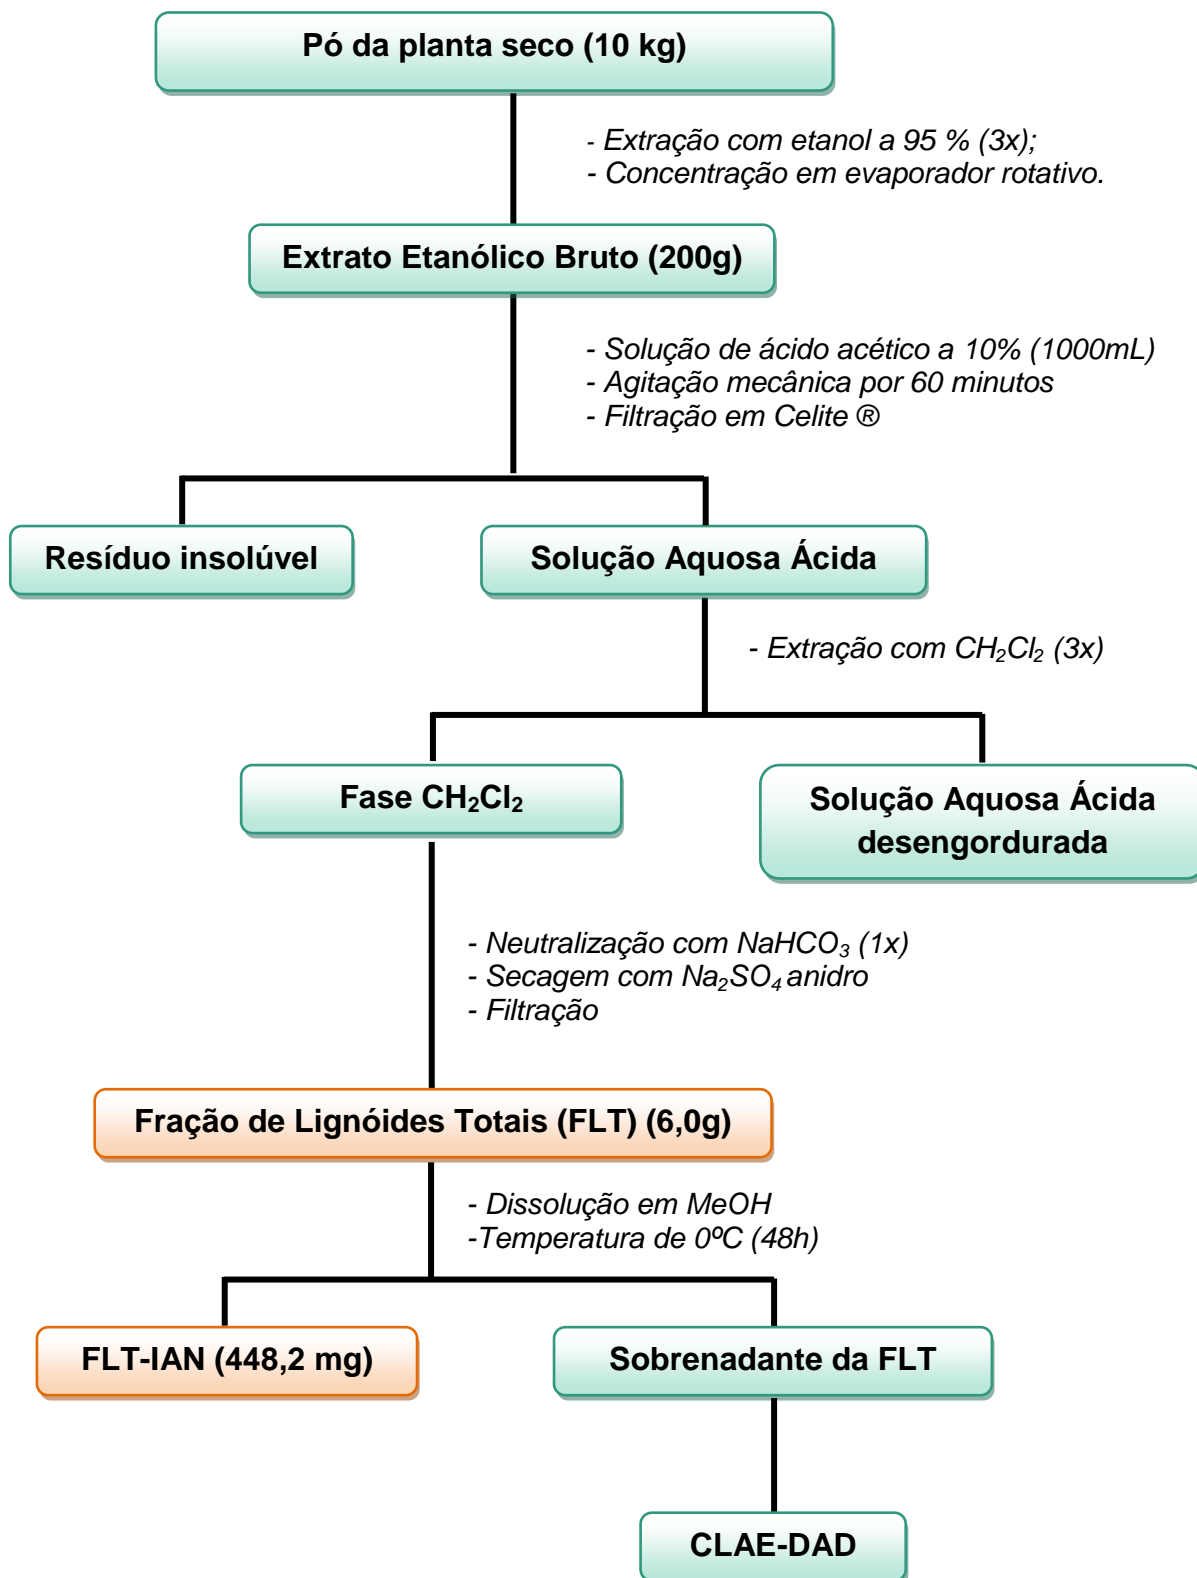 Pó da planta seco (10 kg)
- Extração com etanol a 95 % (3x);
- Concentração em evaporador rotativo.
Extrato Etanólico Bruto (200g)
- Solução de ácido acético a 10% (1000mL)
- Agitação mecânica por 60 minutos
- Filtração em Celite ®
Resíduo insolúvel
Solução Aquosa Ácida
- Extração com CH₂Cl₂ (3x)
Fase CH₂Cl₂
Solução Aquosa Ácida
desengordurada
- Neutralização com NaHCO₃ (1x)
- Secagem com Na₂SO₄ anidro
- Filtração
Fração de Lignóides Totais (FLT) (6,0g)
- Dissolução em MeOH
-Temperatura de 0ºC (48h)
FLT-IAN (448,2 mg)
Sobrenadante da FLT
CLAE-DAD